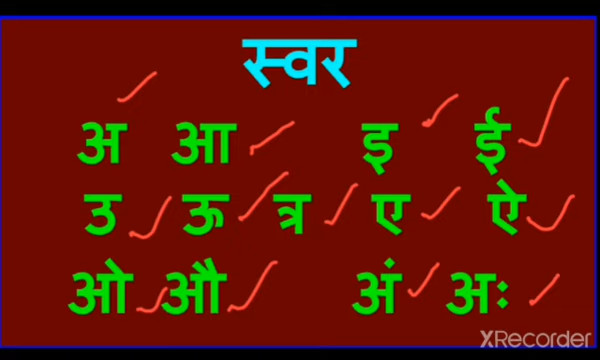 स्वर
अ आ इ ई
उ ऊ त्र ए ऐ
ओ औ अं अः
XRecorder